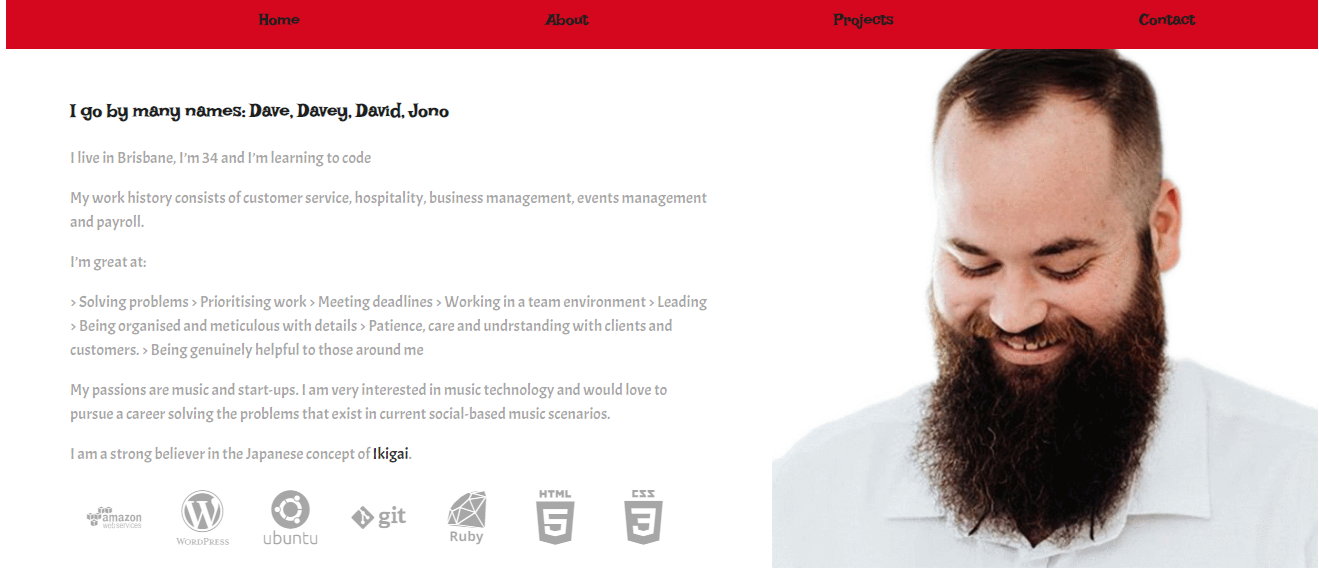 Home About Projects Contact
I go by many names: Dave, Davey, David, Jono
I live in Brisbane, I'm 34 and I'm learning to code
My work history consists of customer service, hospitality, business management, events management
and payroll.
I'm great at:
> Solving problems > Prioritising work > Meeting deadlines > Working in a team environment > Leading
> Being organised and meticulous with details > Patience, care and undrstanding with clients and
customers. > Being genuinely helpful to those around me
My passions are music and start-ups. I am very interested in music technology and would love to
pursue a career solving the problems that exist in current social-based music scenarios.
I am a strong believer in the Japanese concept of Ikigai.
amazon
web services
W
WORDPRESS
ubuntu
git
Ruby
HTML
5
CSS
3